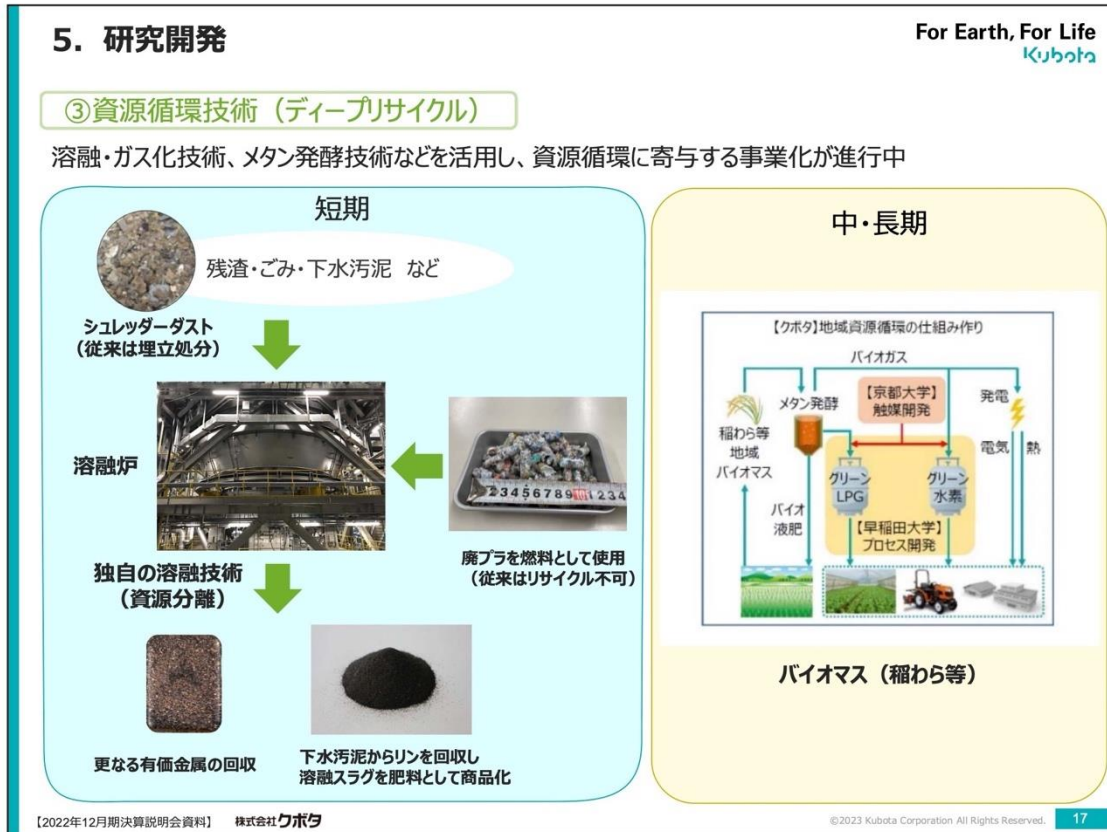 5. 研究開発
For Earth, For Life
Kubota
③資源循環技術（ディープリサイクル）
溶融・ガス化技術、メタン発酵技術などを活用し、資源循環に寄与する事業化が進行中
短期
残渣・ごみ・下水汚泥 など
シュレッダーダスト
（従来は埋立処分）
溶融炉
234567891011234
廃プラを燃料として使用
（従来はリサイクル不可）
独自の溶融技術
（資源分離）
更なる有価金属の回収
下水汚泥からリンを回収し
溶融スラグを肥料として商品化
中・長期
【クボタ】地域資源循環の仕組み作り
バイオガス
メタン発酵
【京都大学】
触媒開発
発電
稲わら等
地域
バイオマス
電気
熱
グリーン
LPG
グリーン
水素
バイオ
液肥
【早稲田大学】
プロセス開発
バイオマス（稲わら等）
【2022年12月期決算説明会資料】 株式会社クボタ
©2023 Kubota Corporation All Rights Reserved. 17